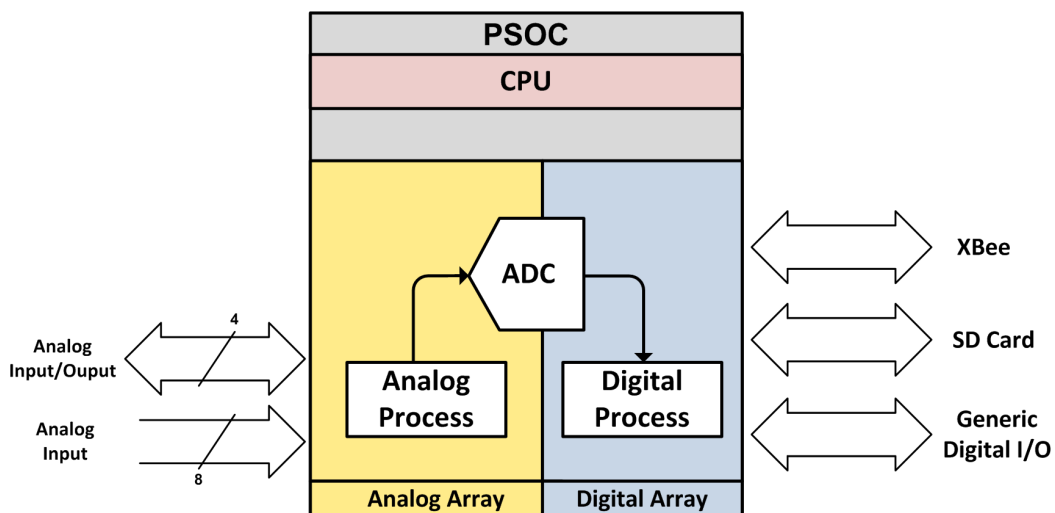 PSOC
CPU
ADC
XBee
4
Analog
Input/Ouput
SD Card
Analog
Process
Digital
Process
Analog
Input
8
Generic
Digital I/O
Analog Array
Digital Array